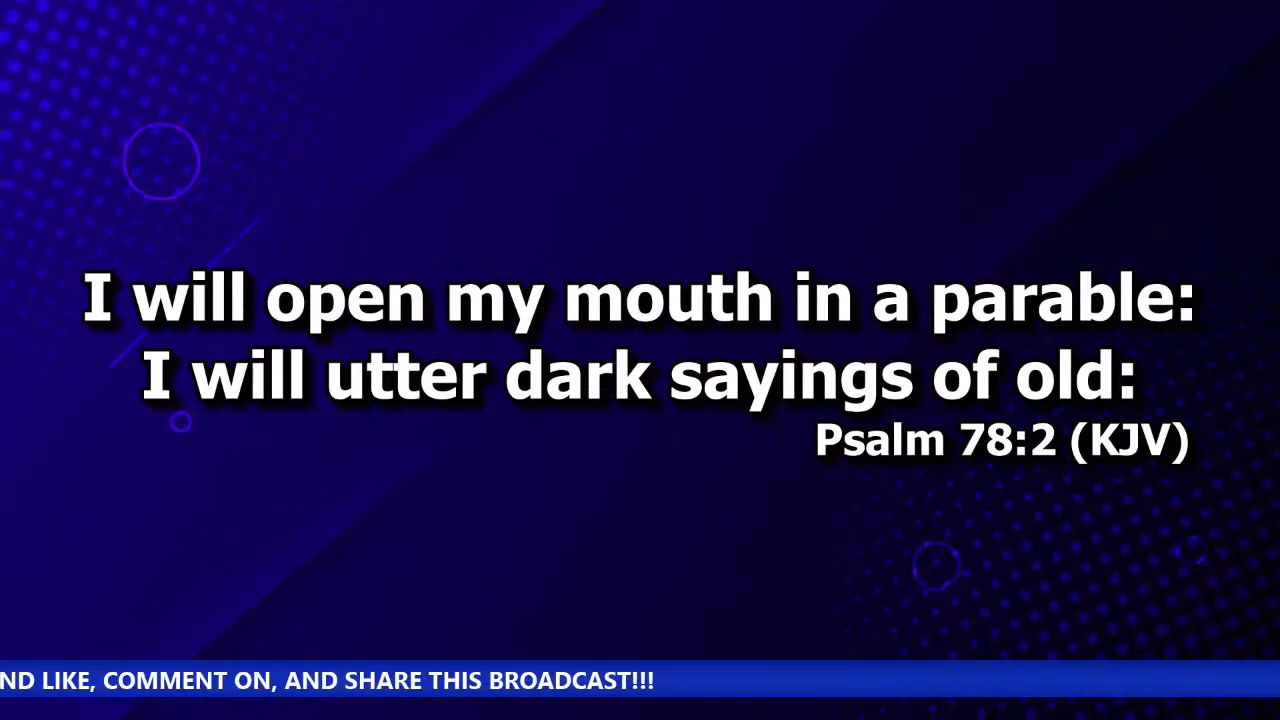 I will open my mouth in a parable:
I will utter dark sayings of old:
Psalm 78:2 (KJV)
ND LIKE, COMMENT ON, AND SHARE THIS BROADCAST!!!